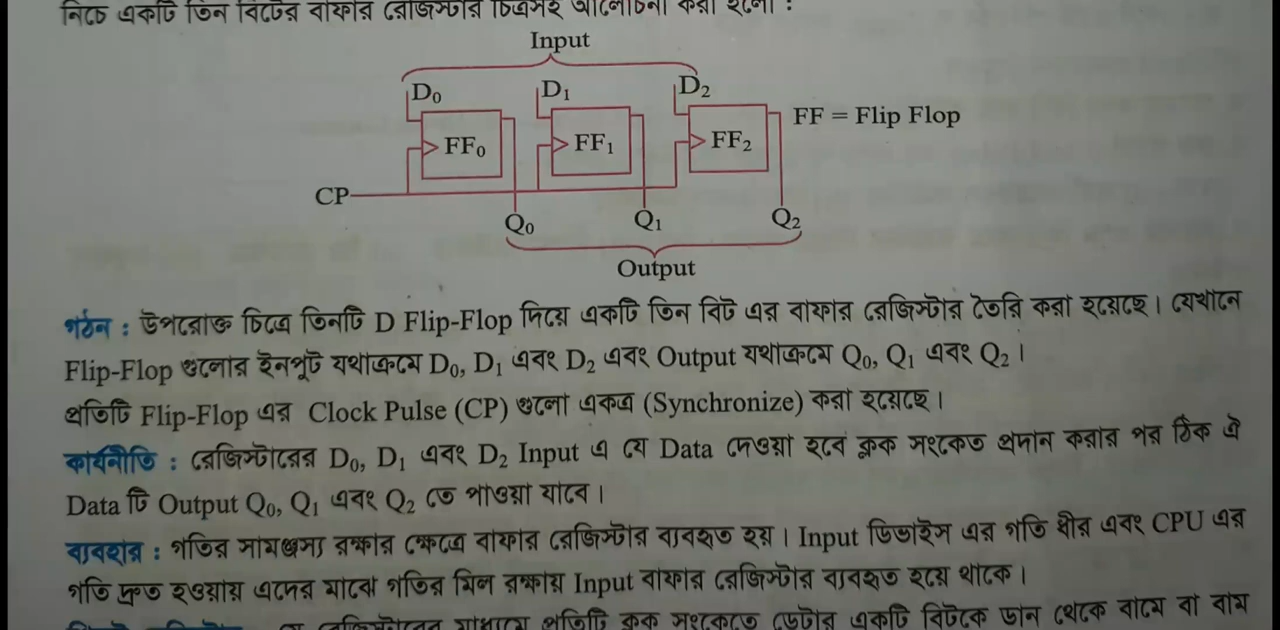 নিচে একটি তিন বিটের বাফার রেজিস্টার চিত্রসহ আলোচনা করা হলো :
Input
D₀ D₁ D₂
FF₀ FF₁ FF₂ FF = Flip Flop
CP
Q₀ Q₁ Q₂
Output
গঠন : উপরোক্ত চিত্রে তিনটি D Flip-Flop দিয়ে একটি তিন বিট এর বাফার রেজিস্টার তৈরি করা হয়েছে। যেখানে
Flip-Flop গুলোর ইনপুট যথাক্রমে D₀, D₁ এবং D₂ এবং Output যথাক্রমে Q₀, Q₁ এবং Q₂ ।
প্রতিটি Flip-Flop এর Clock Pulse (CP) গুলো একত্র (Synchronize) করা হয়েছে।
কার্যনীতি : রেজিস্টারের D₀, D₁ এবং D₂ Input এ যে Data দেওয়া হবে ক্লক সংকেত প্রদান করার পর ঠিক ঐ
Data টি Output Q₀, Q₁ এবং Q₂ তে পাওয়া যাবে।
ব্যবহার : গতির সামঞ্জস্য রক্ষার ক্ষেত্রে বাফার রেজিস্টার ব্যবহৃত হয়। Input ডিভাইস এর গতি ধীর এবং CPU এর
গতি দ্রুত হওয়ায় এদের মাঝে গতির মিল রক্ষায় Input বাফার রেজিস্টার ব্যবহৃত হয়ে থাকে।
যে রেজিস্টারের মাধ্যমে প্রতিটি ক্লক সংকেতে ডেটার একটি বিটকে ডান থেকে বামে বা বাম